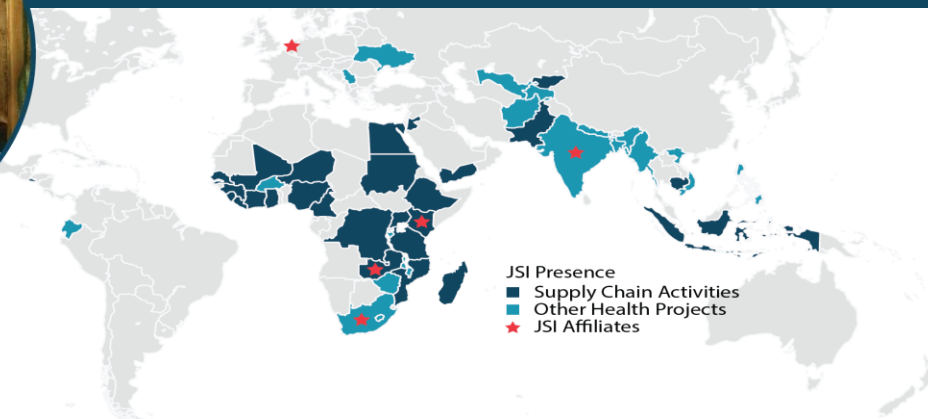 JSI Presence
Supply Chain Activities
Other Health Projects
JSI Affiliates